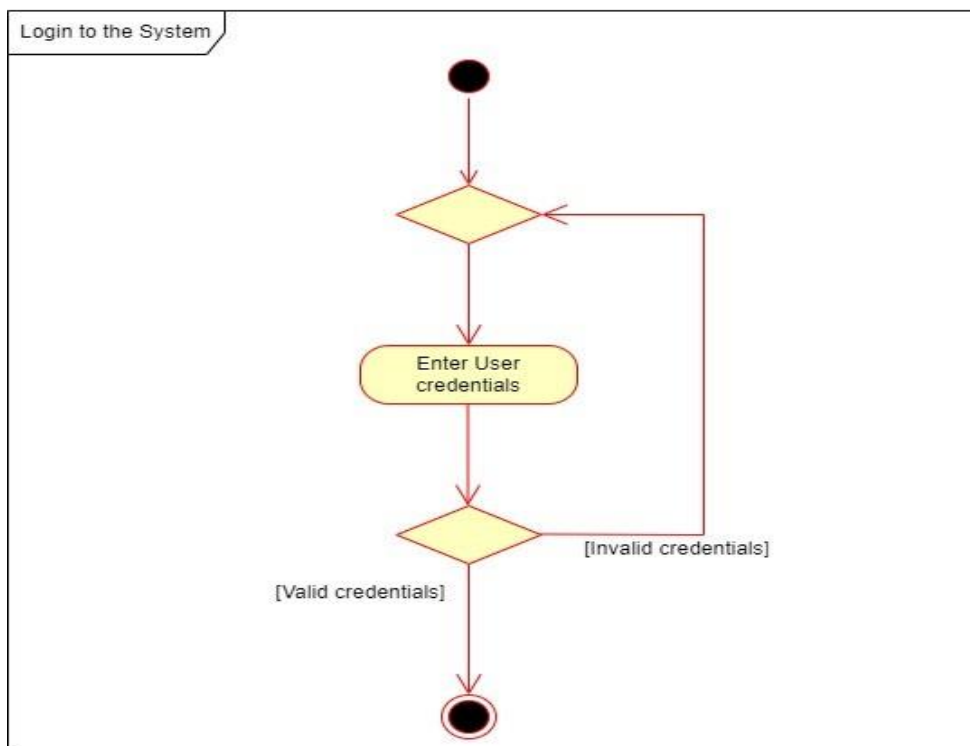 Login to the System
Enter User
credentials
[Invalid credentials]
[Valid credentials]